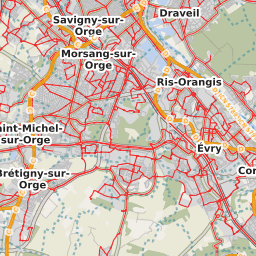 Savigny-sur-
Orge
Draveil
Morsang-sur-
Orge
Ris-Orangis
aint-Michel-
sur-Orge
Évry
Brétigny-sur-
Orge
Co